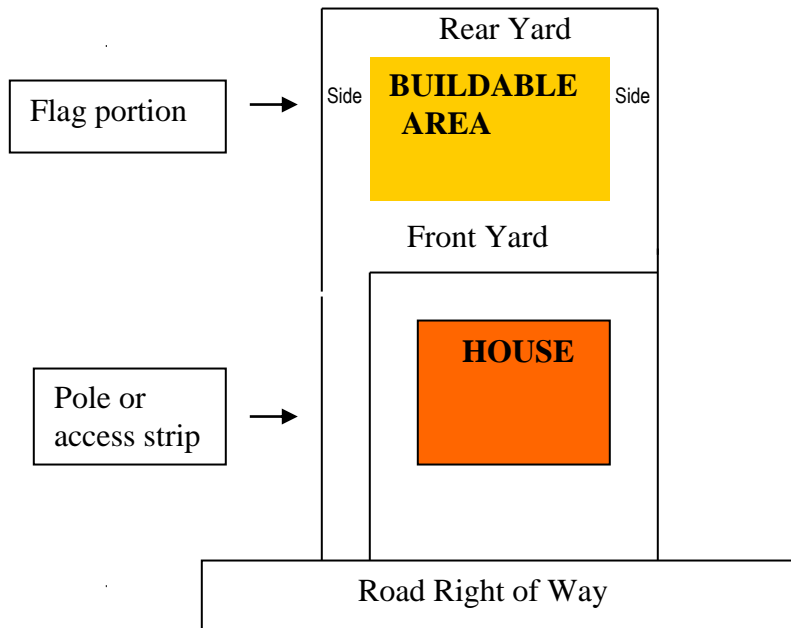 Rear Yard
Flag portion
Side
BUILDABLE
AREA
Side
Front Yard
HOUSE
Pole or
access strip
Road Right of Way